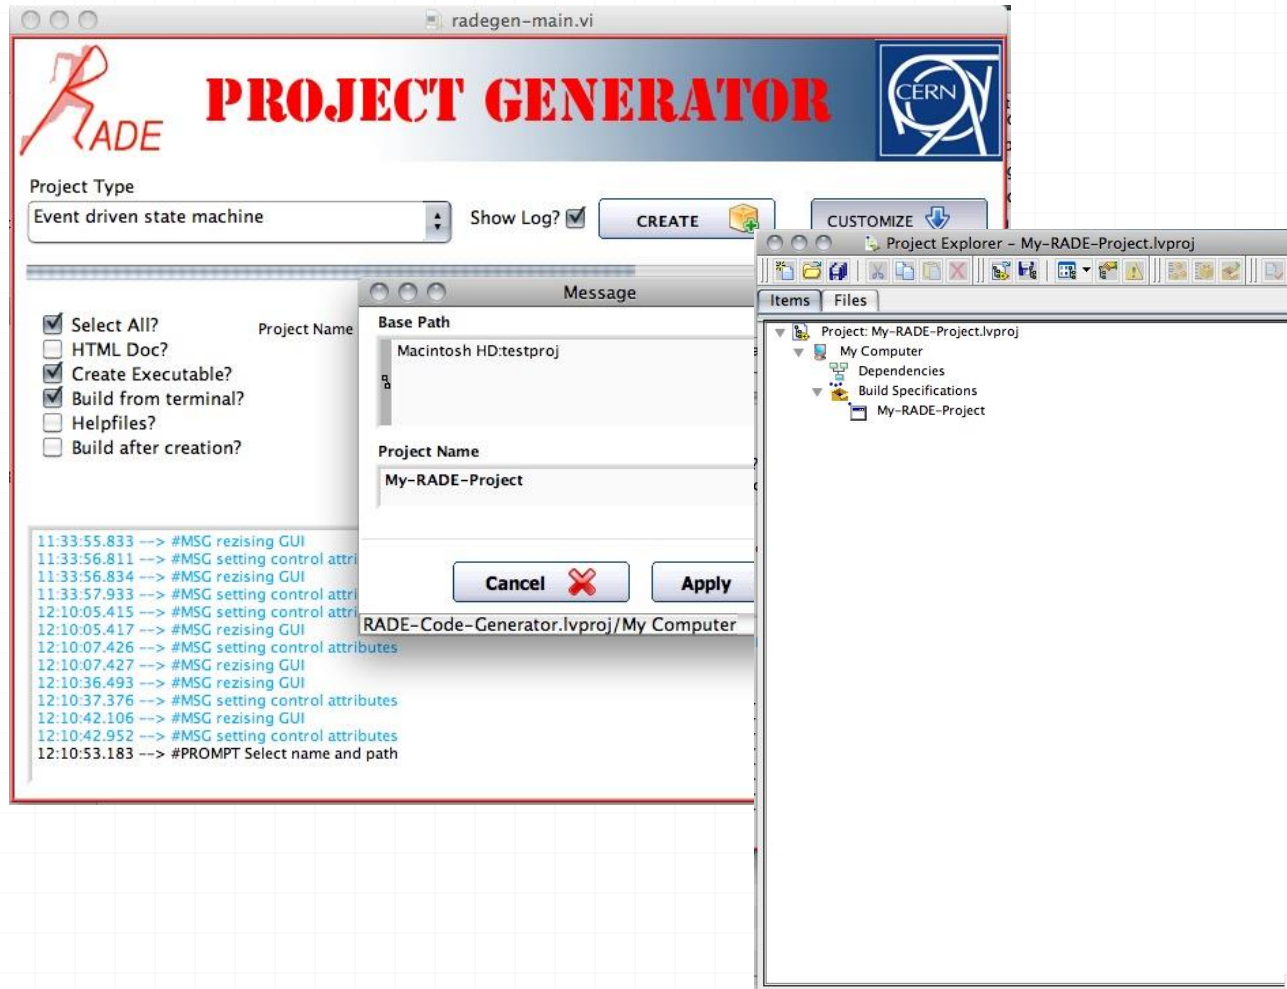 radegen-main.vi
RADE
PROJECT GENERATOR
CERN
Project Type
Event driven state machine
Show Log?
CREATE
CUSTOMIZE
Select All?
HTML Doc?
Create Executable?
Build from terminal?
Helpfiles?
Build after creation?
Project Name
11:33:55.833 --> #MSG rezising GUI
11:33:56.811 --> #MSG setting control attri
11:33:56.834 --> #MSG rezising GUI
11:33:57.933 --> #MSG setting control attri
12:10:05.415 --> #MSG setting control attri
12:10:05.417 --> #MSG rezising GUI
12:10:07.426 --> #MSG setting control attributes
12:10:07.427 --> #MSG rezising GUI
12:10:36.493 --> #MSG rezising GUI
12:10:37.376 --> #MSG setting control attributes
12:10:42.106 --> #MSG rezising GUI
12:10:42.952 --> #MSG setting control attributes
12:10:53.183 --> #PROMPT Select name and path
Message
Base Path
Macintosh HD:testproj
Project Name
My-RADE-Project
Cancel
Apply
RADE-Code-Generator.lvproj/My Computer
Project Explorer - My-RADE-Project.lvproj
Items
Files
Project: My-RADE-Project.lvproj
My Computer
Dependencies
Build Specifications
My-RADE-Project